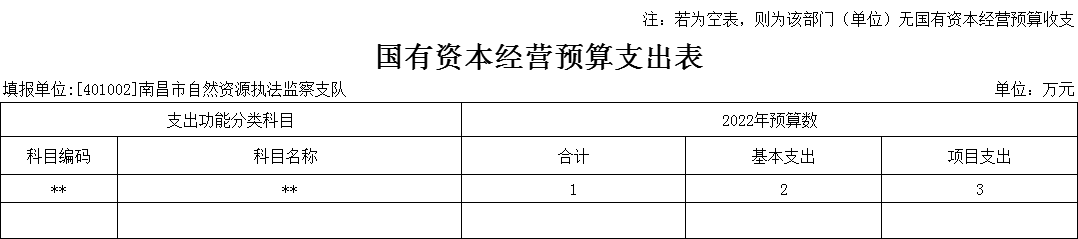 注：若为空表，则为该部门（单位）无国有资本经营预算收支
国有资本经营预算支出表
填报单位:[401002]南昌市自然资源执法监察支队 单位：万元
支出功能分类科目 2022年预算数
科目编码 科目名称 合计 基本支出 项目支出
** ** 1 2 3